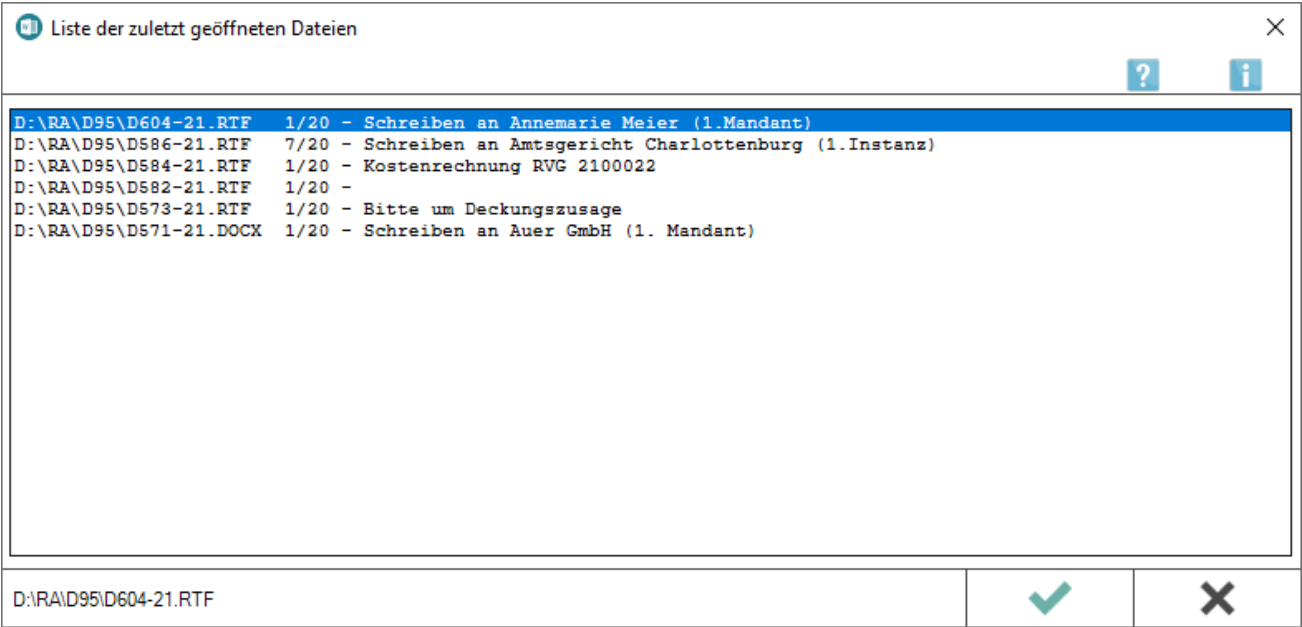 Liste der zuletzt geöffneten Dateien
? i
D:\RA\D95\D604-21.RTF 1/20 - Schreiben an Annemarie Meier (1.Mandant)
D:\RA\D95\D586-21.RTF 7/20 - Schreiben an Amtsgericht Charlottenburg (1.Instanz)
D:\RA\D95\D584-21.RTF 1/20 - Kostenrechnung RVG 2100022
D:\RA\D95\D582-21.RTF 1/20 -
D:\RA\D95\D573-21.RTF 1/20 - Bitte um Deckungszusage
D:\RA\D95\D571-21.DOCX 1/20 - Schreiben an Auer GmbH (1. Mandant)
D:\RA\D95\D604-21.RTF